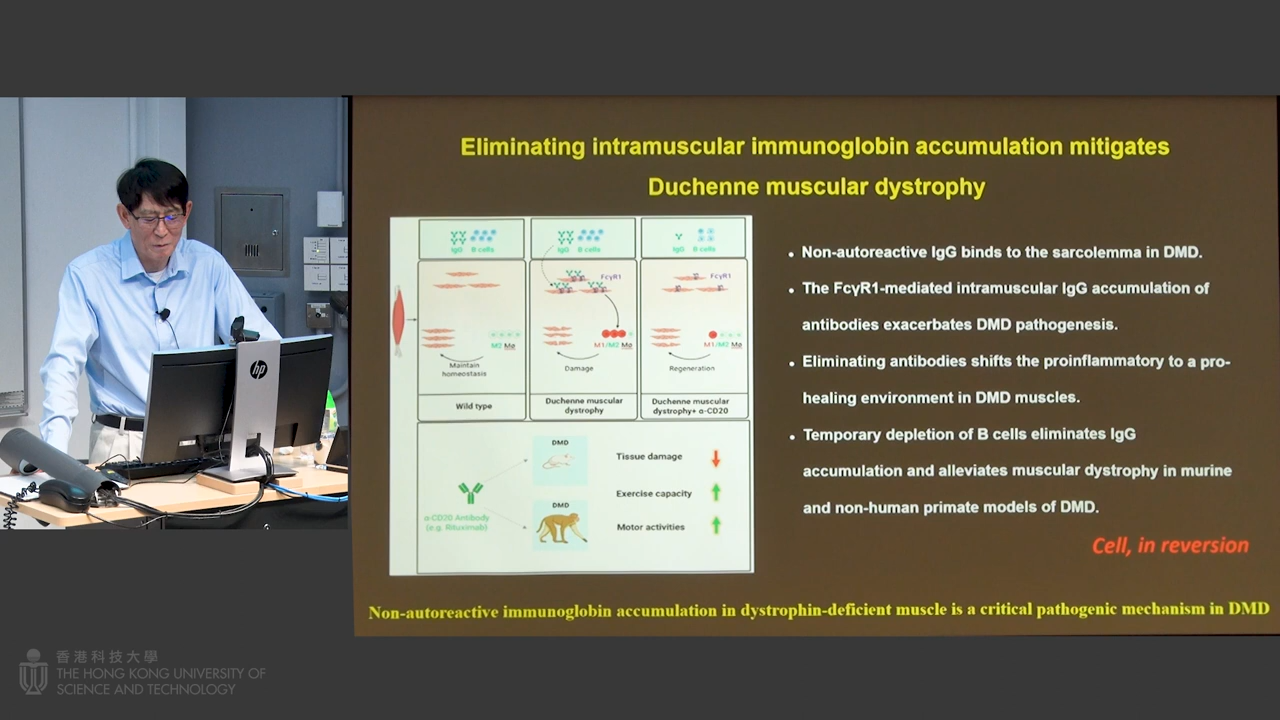 Eliminating intramuscular immunoglobin accumulation mitigates
Duchenne muscular dystrophy
IgG B cells
IgG B cells
IgG B cells
FcγR1
FcγR1
M2 Mø
M1/M2 Mø
M1/M2 Mø
Maintain
homeostasis
Damage
Regeneration
Wild type
Duchenne muscular
dystrophy
Duchenne muscular
dystrophy+ α-CD20
DMD
Tissue damage
Exercise capacity
DMD
Motor activities
α-CD20 Antibody
(e.g. Rituximab)
• Non-autoreactive IgG binds to the sarcolema in DMD.
• The FcγR1-mediated intramuscular IgG accumulation of
antibodies exacerbates DMD pathogenesis.
• Eliminating antibodies shifts the proinflammatory to a pro-
healing environment in DMD muscles.
• Temporary depletion of B cells eliminates IgG
accumulation and alleviates muscular dystrophy in murine
and non-human primate models of DMD.
Cell, in reversion
Non-autoreactive immunoglobin accumulation in dystrophin-deficient muscle is a critical pathogenic mechanism in DMD
hp
香港科技大學
THE HONG KONG UNIVERSITY OF
SCIENCE AND TECHNOLOGY